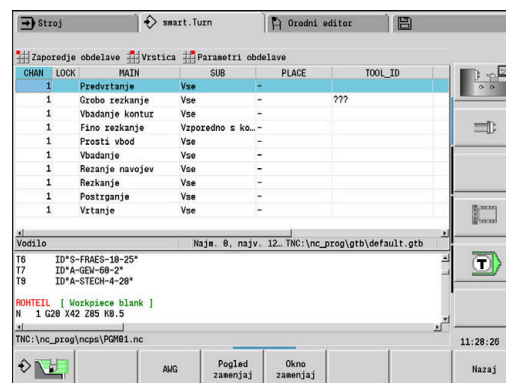 Stroj
smart.Turn
Orodni editor
Zaporedje obdelave Vrstica Parametri obdelave
CHAN LOCK MAIN SUB PLACE TOOL_ID
1 Predvrtanje Vse -
1 Grobo rezkanje Vse - ???
1 Vbadanje kontur Vse -
1 Fino rezkanje Vzporedno s ko… -
1 Prosti vbod Vse -
1 Vbadanje Vse -
1 Rezanje navojev Vse -
1 Rezkanje Vse -
1 Postrganje Vse -
1 Vrtanje Vse -
Vodilo Najm. 0, najv. 12… TNC:\nc_prog\gtb\default.gtb
T6 ID"S-FRAES-10-25"
T7 ID"A-GEW-60-2"
T9 ID"A-STECH-4-20"
ROHTEIL [ Workpiece blank ]
N 1 G20 X42 Z85 K0.5
TNC:\nc_prog\ncps\PGM01.nc
T
11:28:26
AWG
Pogled zamenjaj
Okno zamenjaj
Nazaj